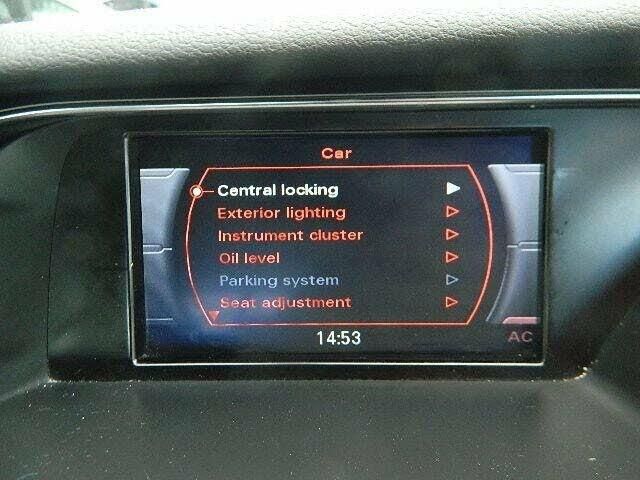 Car
Central locking
Exterior lighting
Instrument cluster
Oil level
Parking system
Seat adjustment
14:53
AC